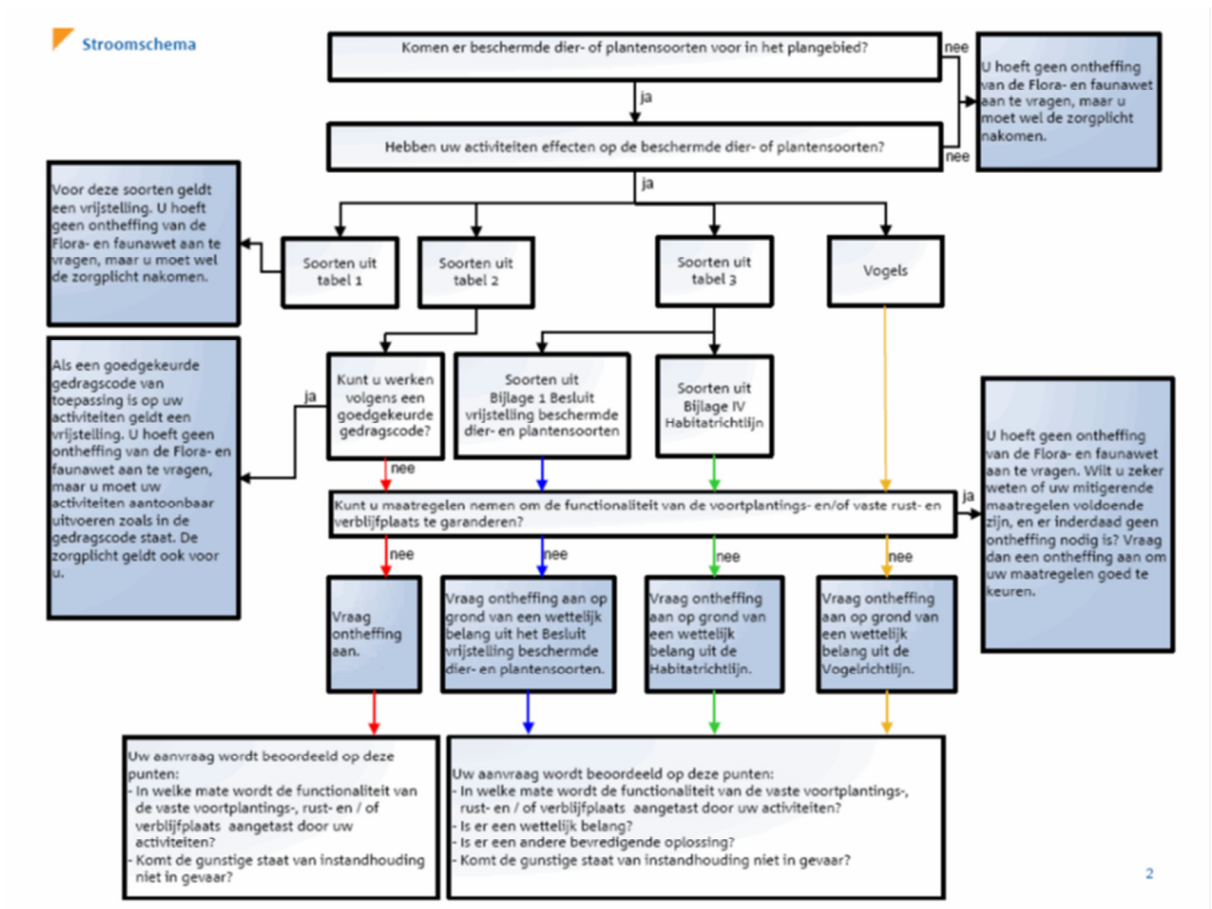 Stroomschema
Komen er beschermde dier- of plantensoorten voor in het plangebied?
nee
U hoeft geen ontheffing
van de Flora- en faunawet
aan te vragen, maar u
moet wel de zorgplicht
nakomen.
ja
Hebben uw activiteiten effecten op de beschermde dier- of plantensoorten?
nee
ja
Voor deze soorten geldt
een vrijstelling. U hoeft
geen ontheffing van de
Flora- en faunawet aan te
vragen, maar u moet wel
de zorgplicht nakomen.
Soorten uit
tabel 1
Soorten uit
tabel 2
Soorten uit
tabel 3
Vogels
Als een goedgekeurde
gedragscode van
toepassing is op uw
activiteiten geldt een
vrijstelling. U hoeft geen
ontheffing van de Flora- en
faunawet aan te vragen,
maar u moet uw
activiteiten aantoonbaar
uitvoeren zoals in de
gedragscode staat. De
zorgplicht geldt ook voor
u.
ja
Kunt u werken
volgens een
goedgekeurde
gedragscode?
Soorten uit
Bijlage 1 Besluit
vrijstelling beschermde
dier- en plantensoorten
Soorten uit
Bijlage IV
Habitatrichtlijn
nee
Kunt u maatregelen nemen om de functionaliteit van de voortplantings- en/of vaste rust- en
verblijfplaats te garanderen?
ja
U hoeft geen ontheffing
van de Flora- en faunawet
aan te vragen. Wilt u zeker
weten of uw mitigerende
maatregelen voldoende
zijn, en er inderdaad geen
ontheffing nodig is? Vraag
dan een ontheffing aan om
uw maatregelen goed te
keuren.
nee
nee
nee
nee
Vraag
ontheffing
aan.
Vraag ontheffing aan op
grond van een wettelijk
belang uit het Besluit
vrijstelling beschermde
dier- en plantensoorten.
Vraag ontheffing
aan op grond van
een wettelijk
belang uit de
Habitatrichtlijn.
Vraag ontheffing
aan op grond van
een wettelijk
belang uit de
Vogelrichtlijn.
Uw aanvraag wordt beoordeeld op deze
punten:
- In welke mate wordt de functionaliteit van
de vaste voortplantings-, rust- en / of
verblijfplaats aangetast door uw
activiteiten?
- Komt de gunstige staat van instandhouding
niet in gevaar?
Uw aanvraag wordt beoordeeld op deze punten:
- In welke mate wordt de functionaliteit van de vaste voortplantings-,
rust- en / of verblijfplaats aangetast door uw activiteiten?
- Is er een wettelijk belang?
- Is er een andere bevredigende oplossing?
- Komt de gunstige staat van instandhouding niet in gevaar?
2